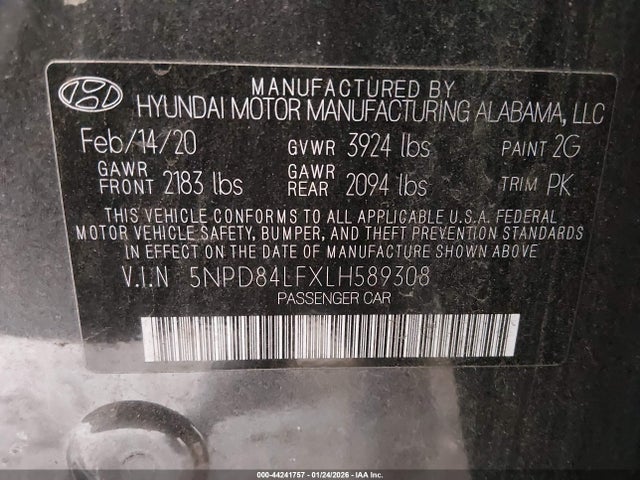 MANUFACTURED BY
HYUNDAI MOTOR MANUFACTURING ALABAMA, LLC
Feb/14/20 GVWR 3924 lbs PAINT 2G
GAWR FRONT 2183 lbs GAWR REAR 2094 lbs TRIM PK
THIS VEHICLE CONFORMS TO ALL APPLICABLE U.S.A. FEDERAL
MOTOR VEHICLE SAFETY, BUMPER, AND THEFT PREVENTION STANDARDS
IN EFFECT ON THE DATE OF MANUFACTURE SHOWN ABOVE.
V.I.N 5NPD84LFXLH589308
PASSENGER CAR
000-44241757 - 01/24/2026 - IAA Inc.